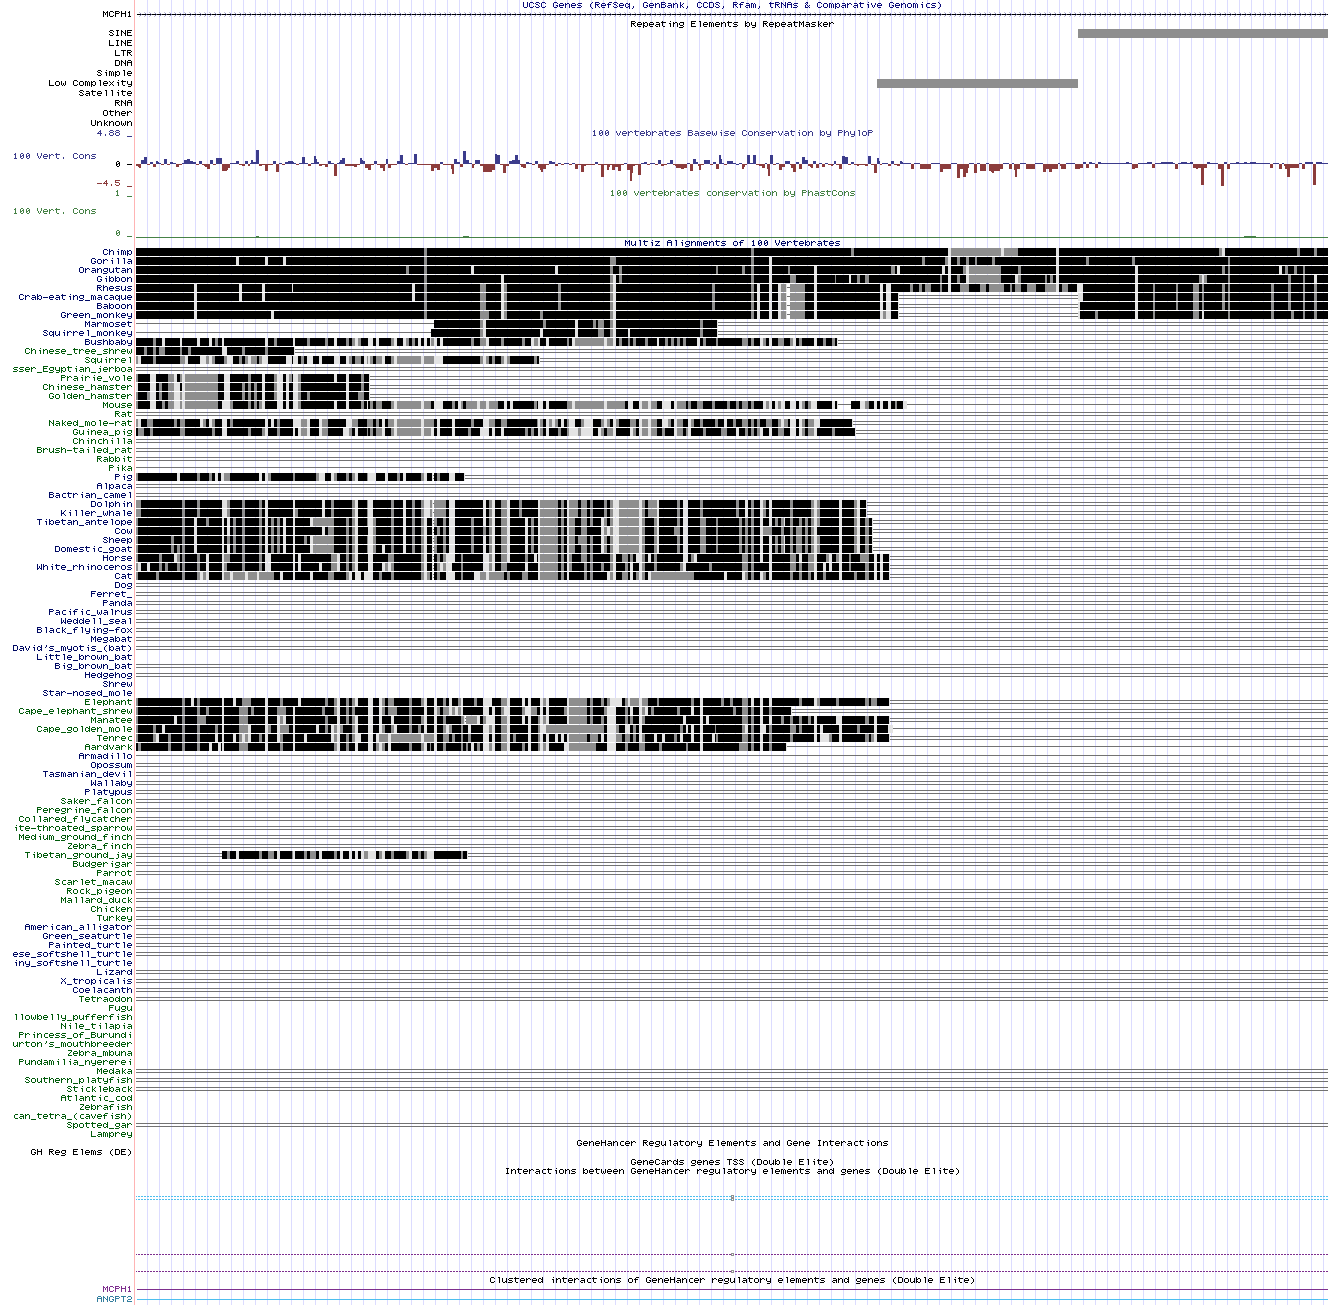 UCSC Genes (RefSeq, GenBank, CCDS, Rfam, tRNAs & Comparative Genomics)
MCPH1
Repeating Elements by RepeatMasker
SINE
LINE
LTR
DNA
Simple
Low Complexity
Satellite
RNA
Other
Unknown
4.88 _
100 vertebrates Basewise Conservation by PhyloP
100 Vert. Cons
0 _
-4.5 _
1 _
100 vertebrates conservation by PhastCons
100 Vert. Cons
0 _
Multiz Alignments of 100 Vertebrates
Chimp
Gorilla
Orangutan
Gibbon
Rhesus
Crab-eating_macaque
Baboon
Green_monkey
Marmoset
Squirrel_monkey
Bushbaby
Chinese_tree_shrew
Squirrel
sser_Egyptian_jerboa
Prairie_vole
Chinese_hamster
Golden_hamster
Mouse
Rat
Naked_mole-rat
Guinea_pig
Chinchilla
Brush-tailed_rat
Rabbit
Pika
Pig
Alpaca
Bactrian_camel
Dolphin
Killer_whale
Tibetan_antelope
Cow
Sheep
Domestic_goat
Horse
White_rhinoceros
Cat
Dog
Ferret_
Panda
Pacific_walrus
Weddell_seal
Black_flying-fox
Megabat
David's_myotis_(bat)
Little_brown_bat
Big_brown_bat
Hedgehog
Shrew
Star-nosed_mole
Elephant
Cape_elephant_shrew
Manatee
Cape_golden_mole
Tenrec
Aardvark
Armadillo
Opossum
Tasmanian_devil
Wallaby
Platypus
Saker_falcon
Peregrine_falcon
Collared_flycatcher
ite-throated_sparrow
Medium_ground_finch
Zebra_finch
Tibetan_ground_jay
Budgerigar
Parrot
Scarlet_macaw
Rock_pigeon
Mallard_duck
Chicken
Turkey
American_alligator
Green_seaturtle
Painted_turtle
ese_softshell_turtle
iny_softshell_turtle
Lizard
X_tropicalis
Coelacanth
Tetraodon
Fugu
llowbelly_pufferfish
Nile_tilapia
Princess_of_Burundi
urton's_mouthbreeder
Zebra_mbuna
Pundamilia_nyererei
Medaka
Southern_platyfish
Stickleback
Atlantic_cod
Zebrafish
can_tetra_(cavefish)
Spotted_gar
Lamprey
GeneHancer Regulatory Elements and Gene Interactions
GH Reg Elems (DE)
GeneCards genes TSS (Double Elite)
Interactions between GeneHancer regulatory elements and genes (Double Elite)
Clustered interactions of GeneHancer regulatory elements and genes (Double Elite)
MCPH1
ANGPT2